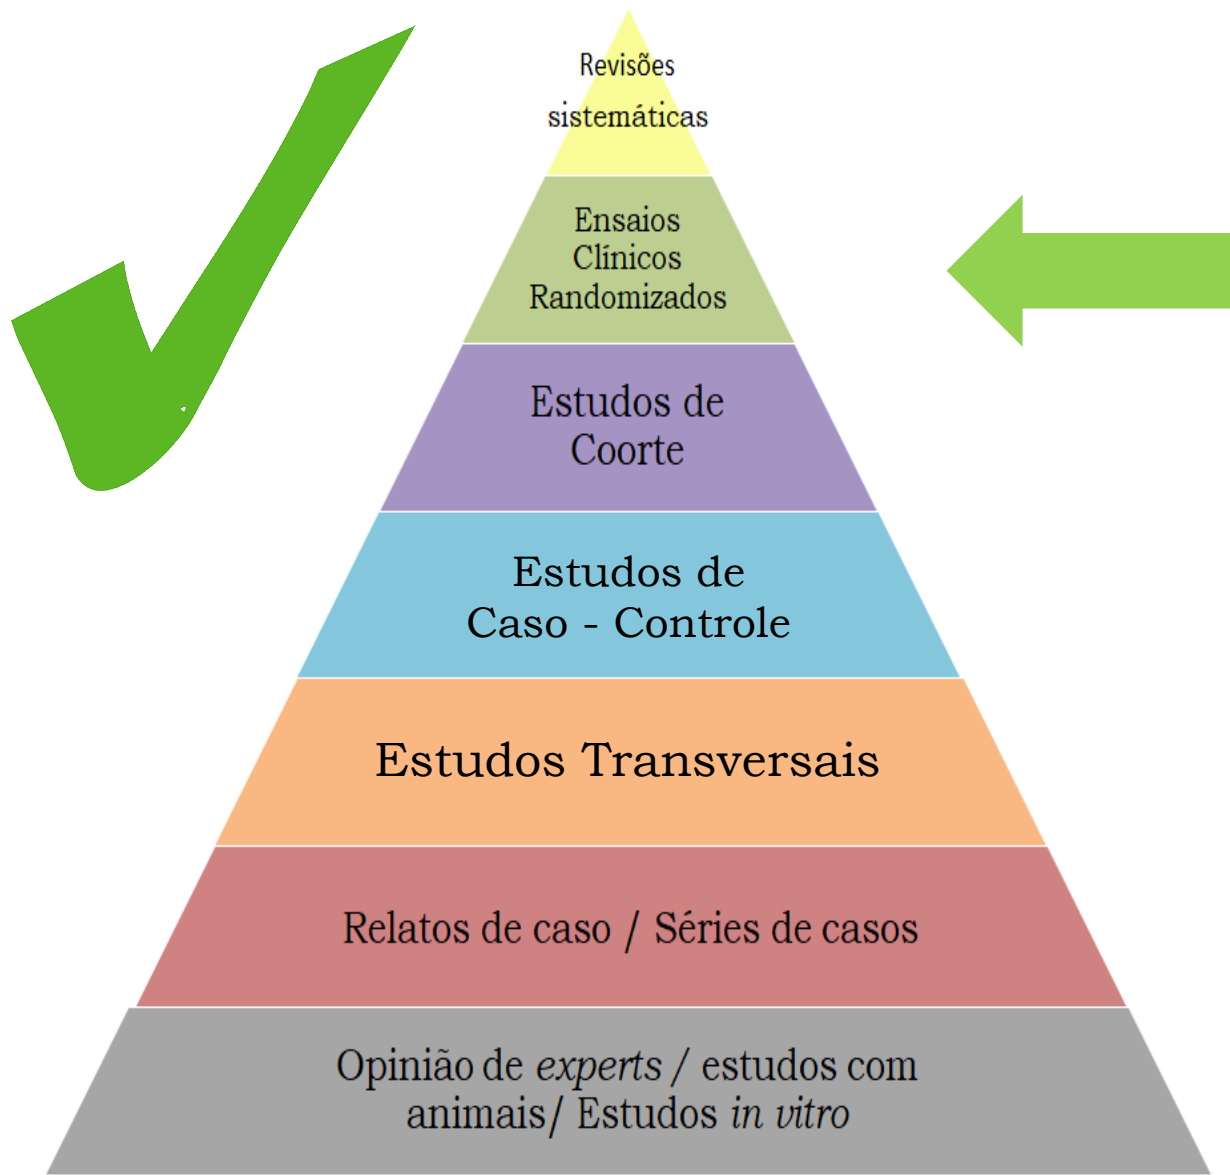 Revisões
sistemáticas
Ensaios
Clínicos
Randomizados
Estudos de
Coorte
Estudos de
Caso - Controle
Estudos Transversais
Relatos de caso / Séries de casos
Opinião de experts / estudos com
animais/ Estudos in vitro